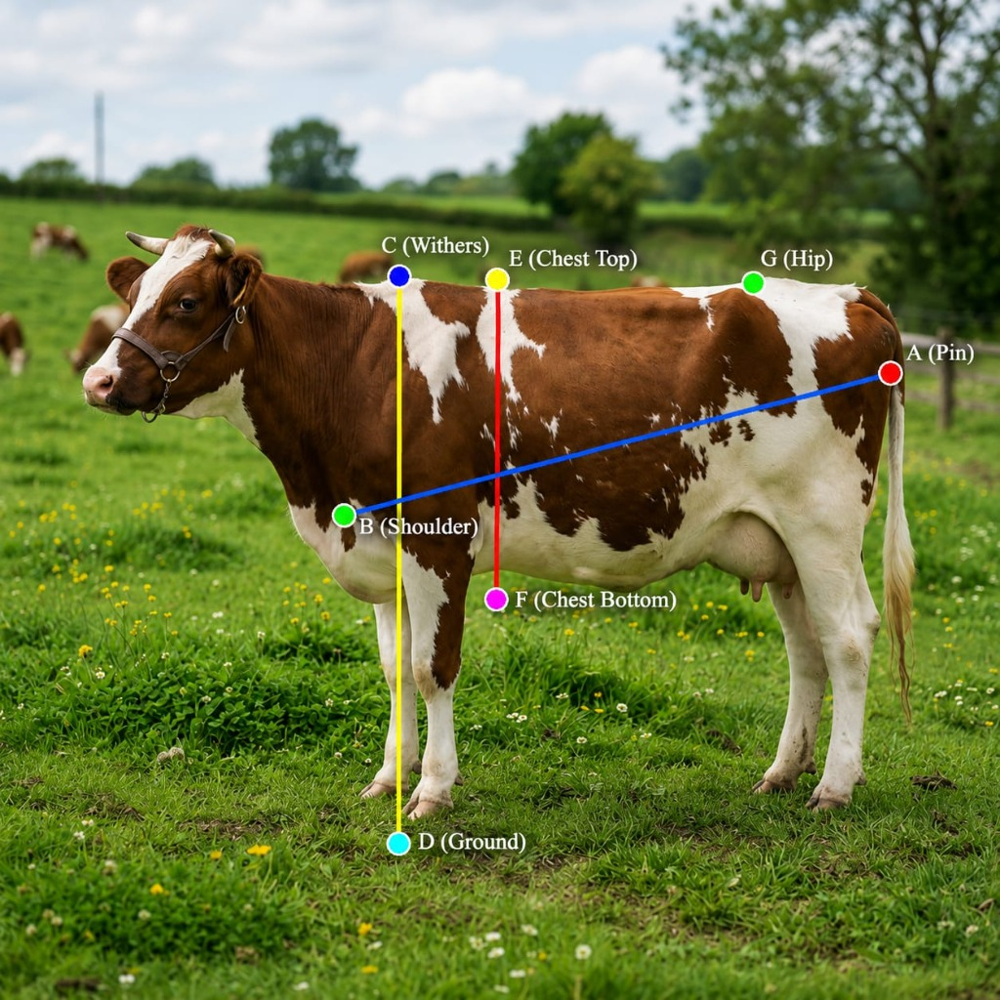 C (Withers)
E (Chest Top)
G (Hip)
A (Pin)
B (Shoulder)
F (Chest Bottom)
D (Ground)